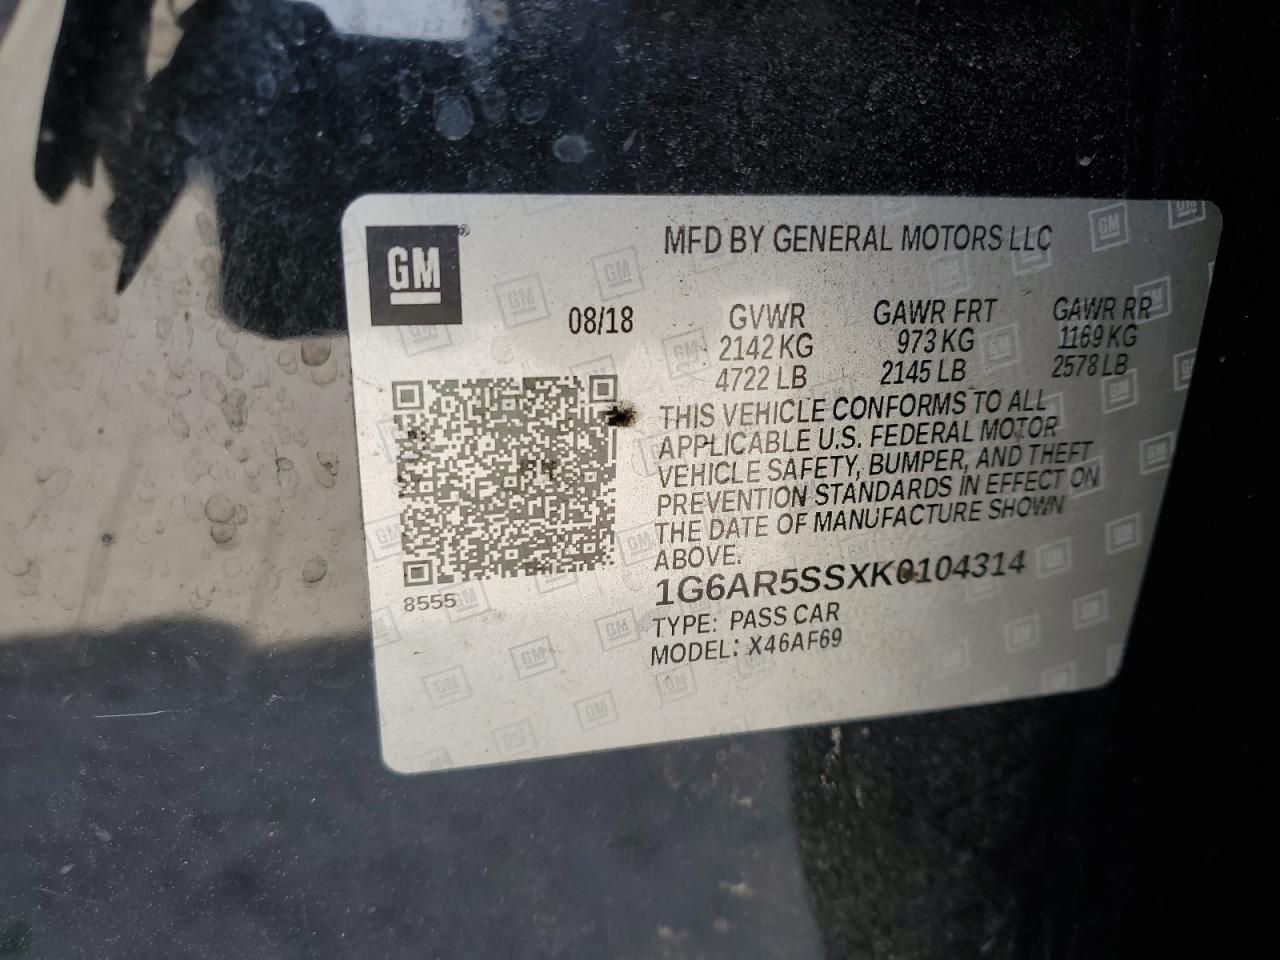 GM
MFD BY GENERAL MOTORS LLC
08/18
GVWR GAWR FRT GAWR RR
2142 KG 973 KG 1169 KG
4722 LB 2145 LB 2578 LB
THIS VEHICLE CONFORMS TO ALL
APPLICABLE U.S. FEDERAL MOTOR
VEHICLE SAFETY, BUMPER, AND THEFT
PREVENTION STANDARDS IN EFFECT ON
THE DATE OF MANUFACTURE SHOWN
ABOVE.
1G6AR5SSXK0104314
TYPE: PASS CAR
MODEL: X46AF69
8555